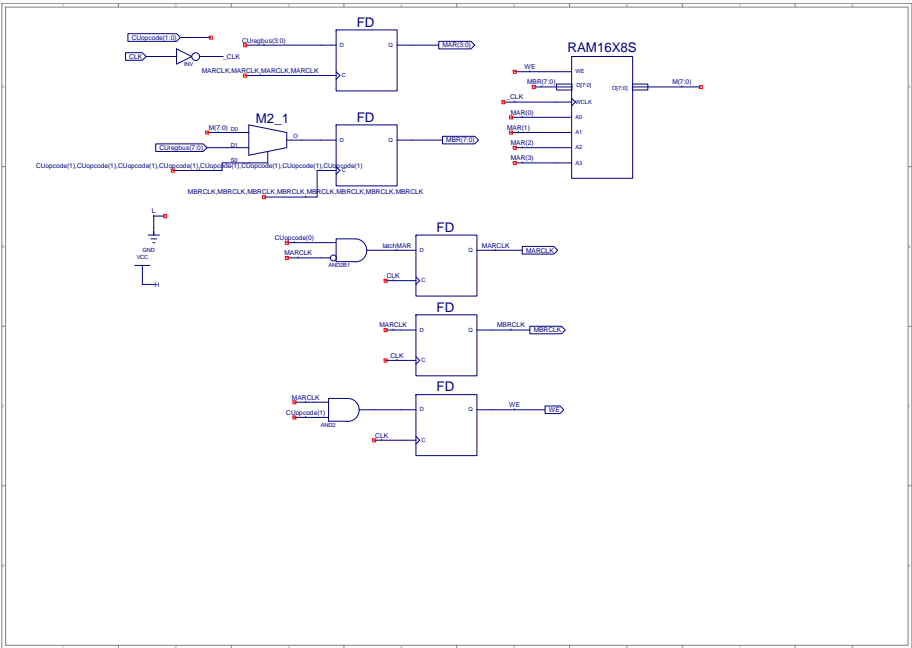 FD
CUopcode(1:0)
CUregbus(3:0)
D
Q
MAR(3:0)
CLK
INV
_CLK
MARCLK,MARCLK,MARCLK,MARCLK
C
RAM16X8S
WE
WE
MBR(7:0)
D[7:0]
O[7:0]
M(7:0)
_CLK
WCLK
MAR(0)
A0
MAR(1)
A1
MAR(2)
A2
MAR(3)
A3
M2_1
FD
M(7:0)
D0
O
D
Q
MBR(7:0)
CUregbus(7:0)
D1
S0
CUopcode(1),CUopcode(1),CUopcode(1),CUopcode(1),CUopcode(1),CUopcode(1),CUopcode(1),CUopcode(1)
C
MBRCLK,MBRCLK,MBRCLK,MBRCLK,MBRCLK,MBRCLK,MBRCLK,MBRCLK
L
GND
VCC
H
FD
CUopcode(0)
MARCLK
AND2B1
latchMAR
D
Q
MARCLK
MARCLK
CLK
C
FD
MARCLK
D
Q
MBRCLK
MBRCLK
CLK
C
FD
MARCLK
CUopcode(1)
AND2
D
Q
WE
WE
CLK
C